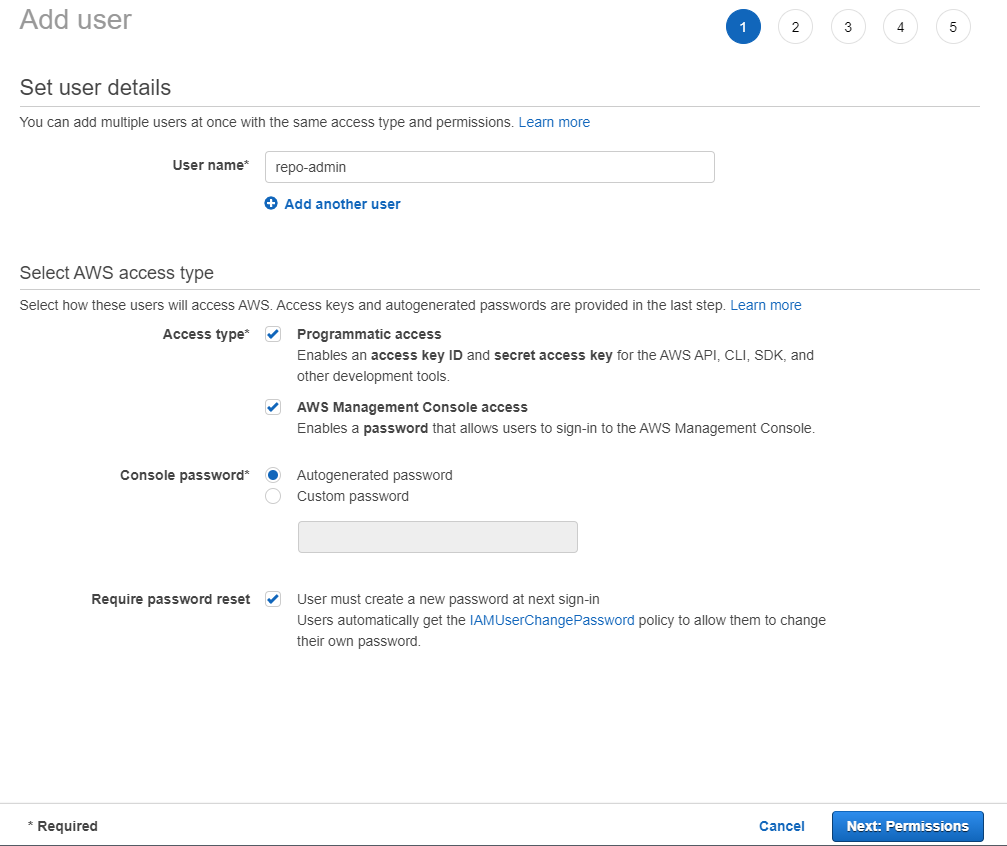 Add user
1 2 3 4 5
Set user details
You can add multiple users at once with the same access type and permissions. Learn more
User name* repo-admin
Add another user
Select AWS access type
Select how these users will access AWS. Access keys and autogenerated passwords are provided in the last step. Learn more
Access type* Programmatic access
Enables an access key ID and secret access key for the AWS API, CLI, SDK, and
other development tools.
AWS Management Console access
Enables a password that allows users to sign-in to the AWS Management Console.
Console password* Autogenerated password
Custom password
Require password reset User must create a new password at next sign-in
Users automatically get the IAMUserChangePassword policy to allow them to change
their own password.
* Required Cancel Next: Permissions